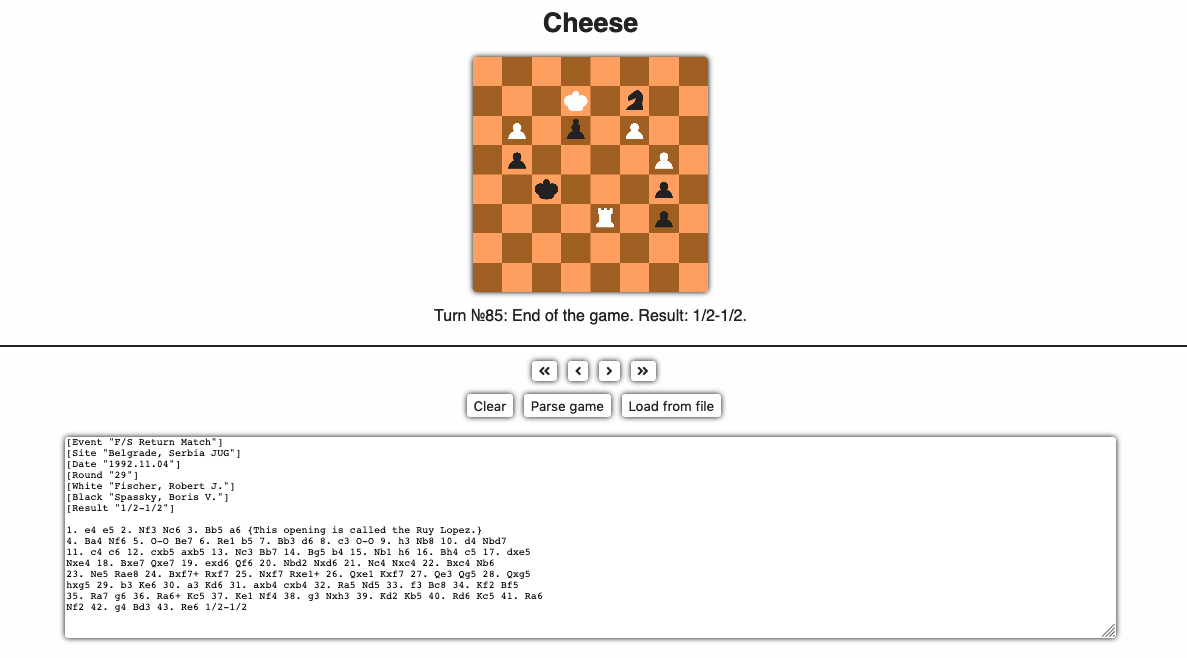 Cheese
Turn №85: End of the game. Result: 1/2-1/2.
«
‹
›
»
Clear
Parse game
Load from file
[Event "F/S Return Match"]
[Site "Belgrade, Serbia JUG"]
[Date "1992.11.04"]
[Round "29"]
[White "Fischer, Robert J."]
[Black "Spassky, Boris V."]
[Result "1/2-1/2"]
1. e4 e5 2. Nf3 Nc6 3. Bb5 a6 {This opening is called the Ruy Lopez.}
4. Ba4 Nf6 5. O-O Be7 6. Re1 b5 7. Bb3 d6 8. c3 O-O 9. h3 Nb8 10. d4 Nbd7
11. c4 c6 12. cxb5 axb5 13. Nc3 Bb7 14. Bg5 b4 15. Nb1 h6 16. Bh4 c5 17. dxe5
Nxe4 18. Bxe7 Qxe7 19. exd6 Qf6 20. Nbd2 Nxd6 21. Nc4 Nxc4 22. Bxc4 Nb6
23. Ne5 Rae8 24. Bxf7+ Rxf7 25. Nxf7 Rxe1+ 26. Qxe1 Kxf7 27. Qe3 Qg5 28. Qxg5
hxg5 29. b3 Ke6 30. a3 Kd6 31. axb4 cxb4 32. Ra5 Nd5 33. f3 Bc8 34. Kf2 Bf5
35. Ra7 g6 36. Ra6+ Kc5 37. Ke1 Nf4 38. g3 Nxh3 39. Kd2 Kb5 40. Rd6 Kc5 41. Ra6
Nf2 42. g4 Bd3 43. Re6 1/2-1/2